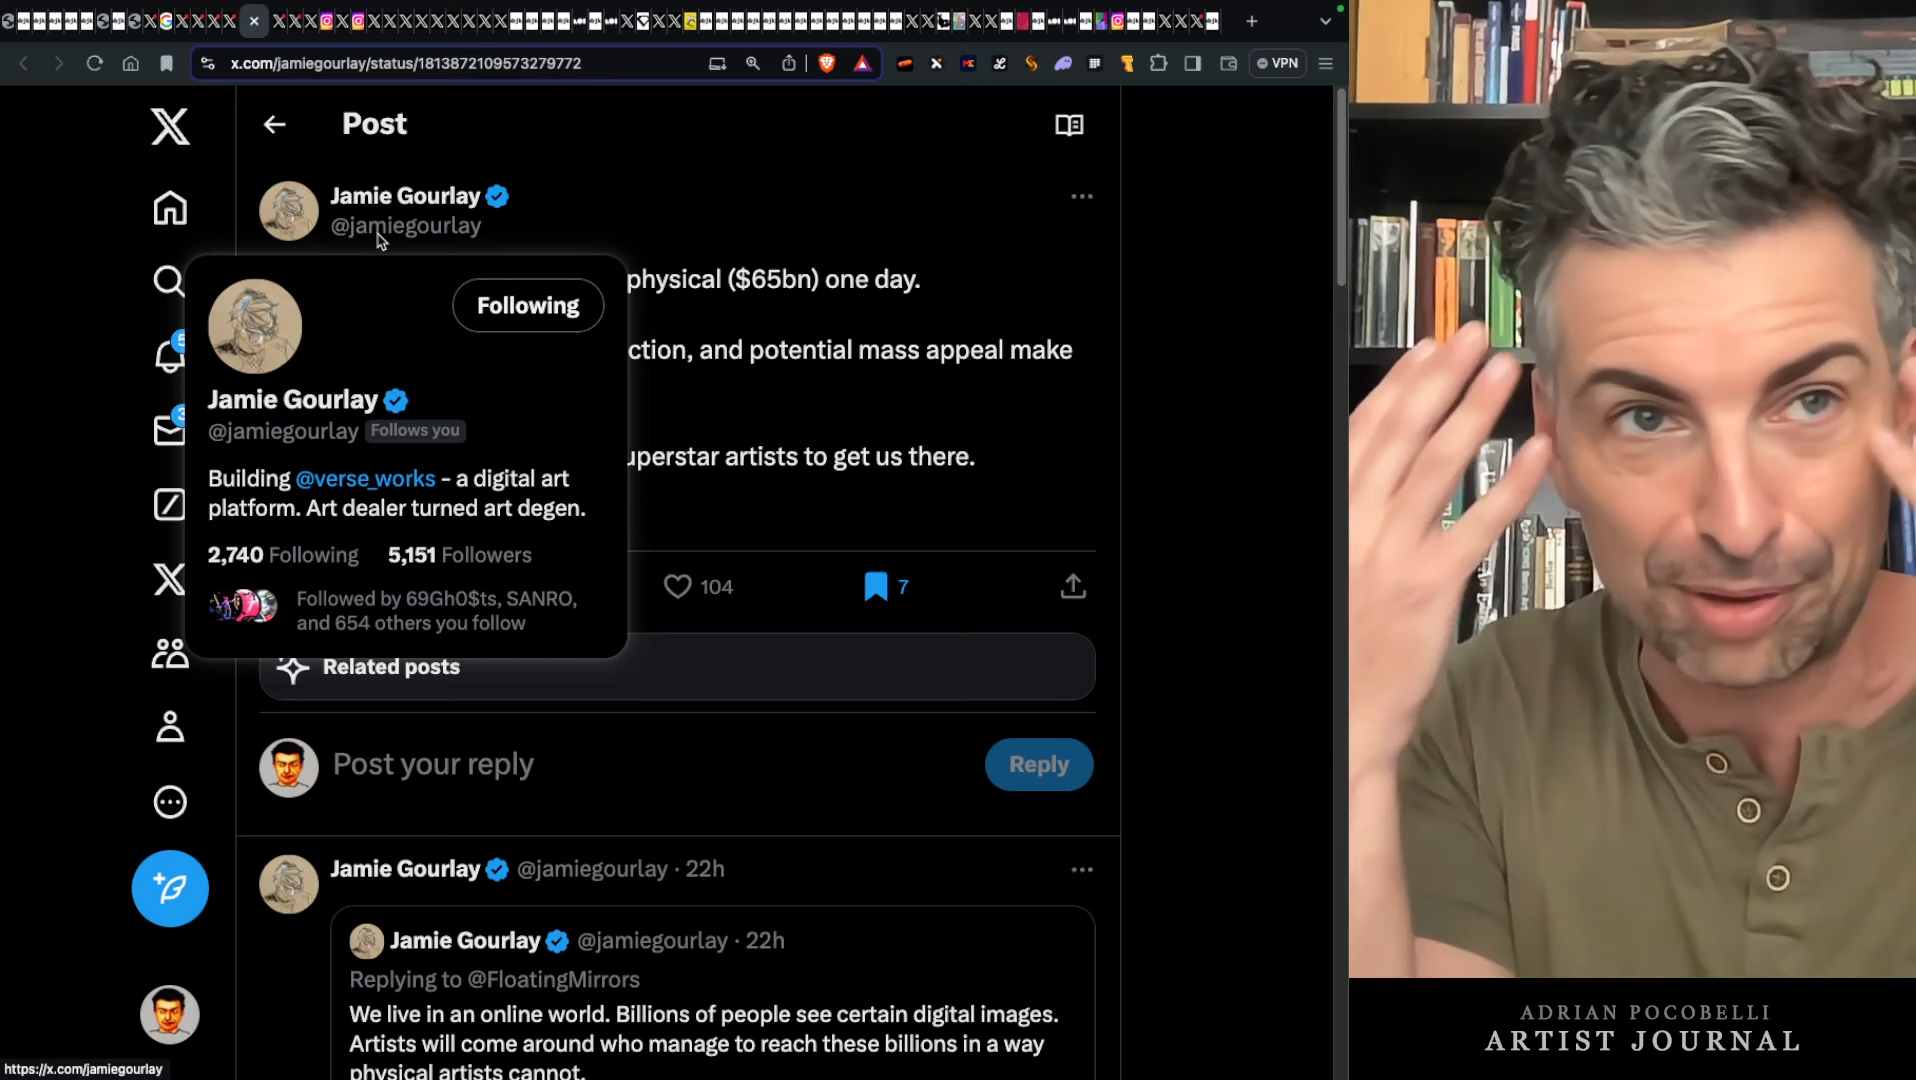 x.com/jamiegourlay/status/1813872109573279772
VPN
Post
Jamie Gourlay
@jamiegourlay
physical ($65bn) one day.
ction, and potential mass appeal make
uperstar artists to get us there.
Following
Jamie Gourlay
@jamiegourlay Follows you
Building @verse_works - a digital art
platform. Art dealer turned art degen.
2,740 Following 5,151 Followers
Followed by 69Gh0$ts, SANRO,
and 654 others you follow
104
7
Related posts
Post your reply
Reply
Jamie Gourlay @jamiegourlay · 22h
Jamie Gourlay @jamiegourlay · 22h
Replying to @FloatingMirrors
We live in an online world. Billions of people see certain digital images.
Artists will come around who manage to reach these billions in a way
physical artists cannot.
https://x.com/jamiegourlay
ADRIAN POCOBELLI
ARTIST JOURNAL